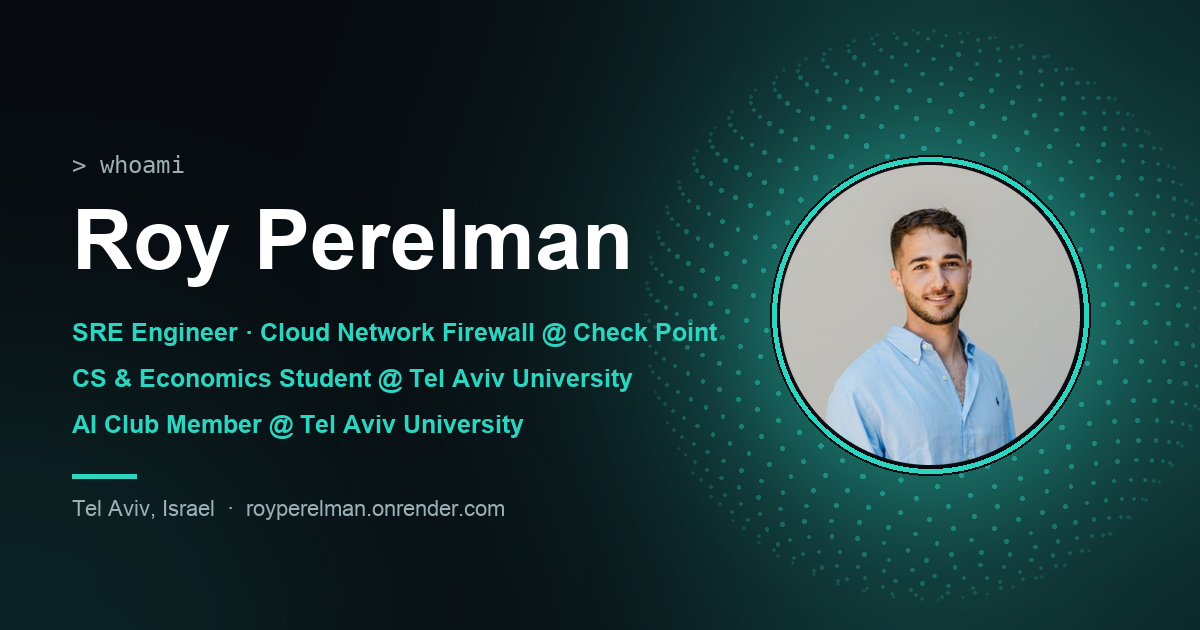 > whoami
Roy Perelman
SRE Engineer · Cloud Network Firewall @ Check Point
CS & Economics Student @ Tel Aviv University
AI Club Member @ Tel Aviv University
Tel Aviv, Israel · royperelman.onrender.com